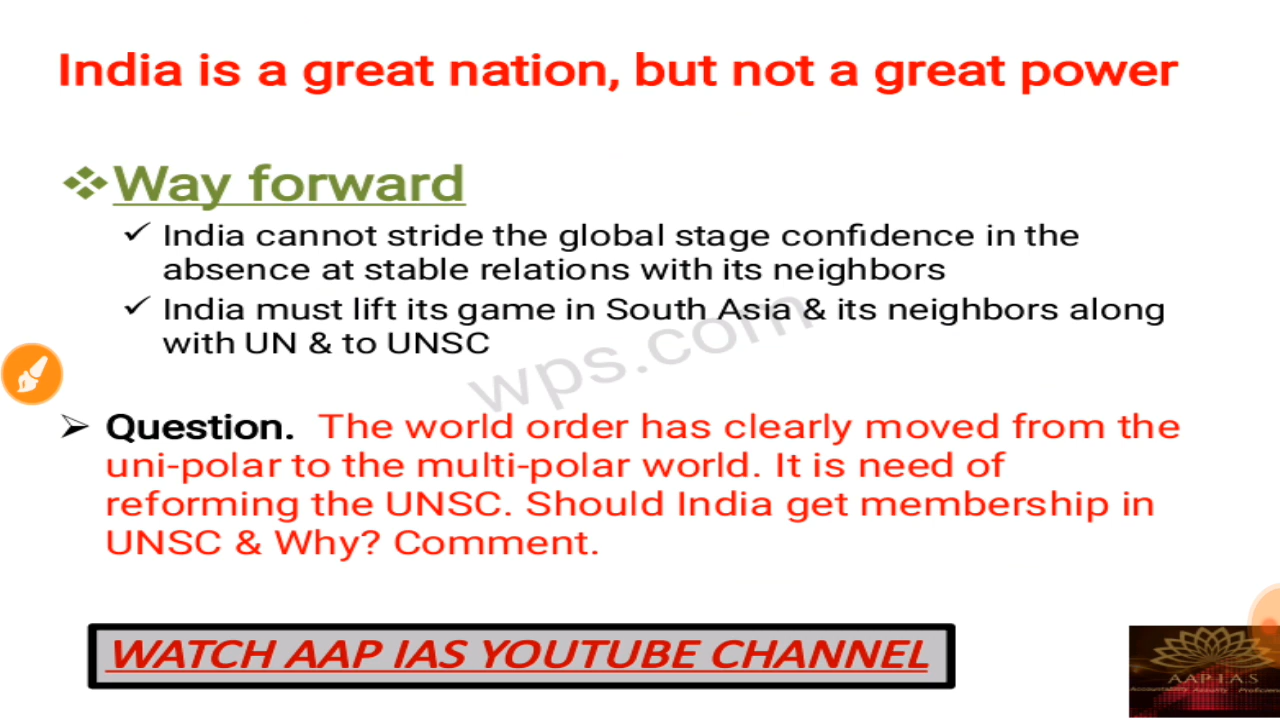 India is a great nation, but not a great power
Way forward
India cannot stride the global stage confidence in the
absence at stable relations with its neighbors
India must lift its game in South Asia & its neighbors along
with UN & to UNSC
wps.com
Question. The world order has clearly moved from the
uni-polar to the multi-polar world. It is need of
reforming the UNSC. Should India get membership in
UNSC & Why? Comment.
WATCH AAP IAS YOUTUBE CHANNEL
AAP I.A.S